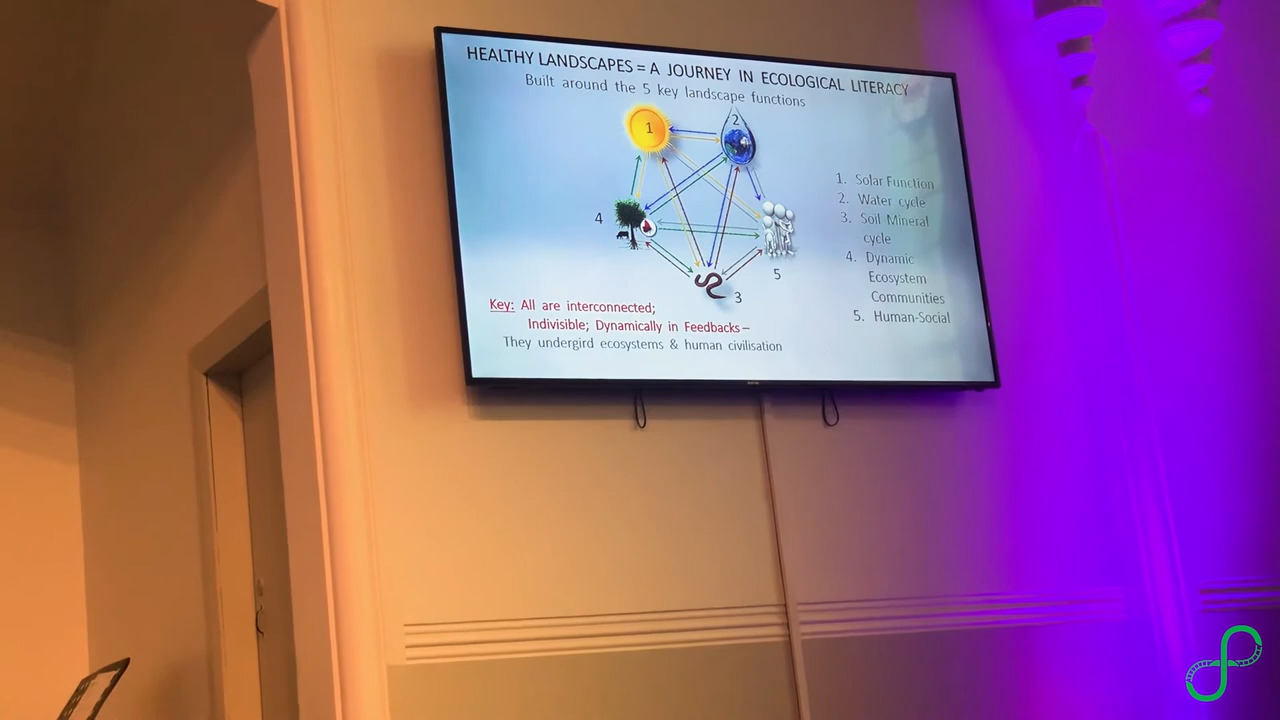 HEALTHY LANDSCAPES = A JOURNEY IN ECOLOGICAL LITERACY
Built around the 5 key landscape functions
1
2
4
5
3
1. Solar Function
2. Water cycle
3. Soil Mineral
cycle
4. Dynamic
Ecosystem
Communities
5. Human-Social
Key: All are interconnected;
Indivisible; Dynamically in Feedbacks –
They undergird ecosystems & human civilisation